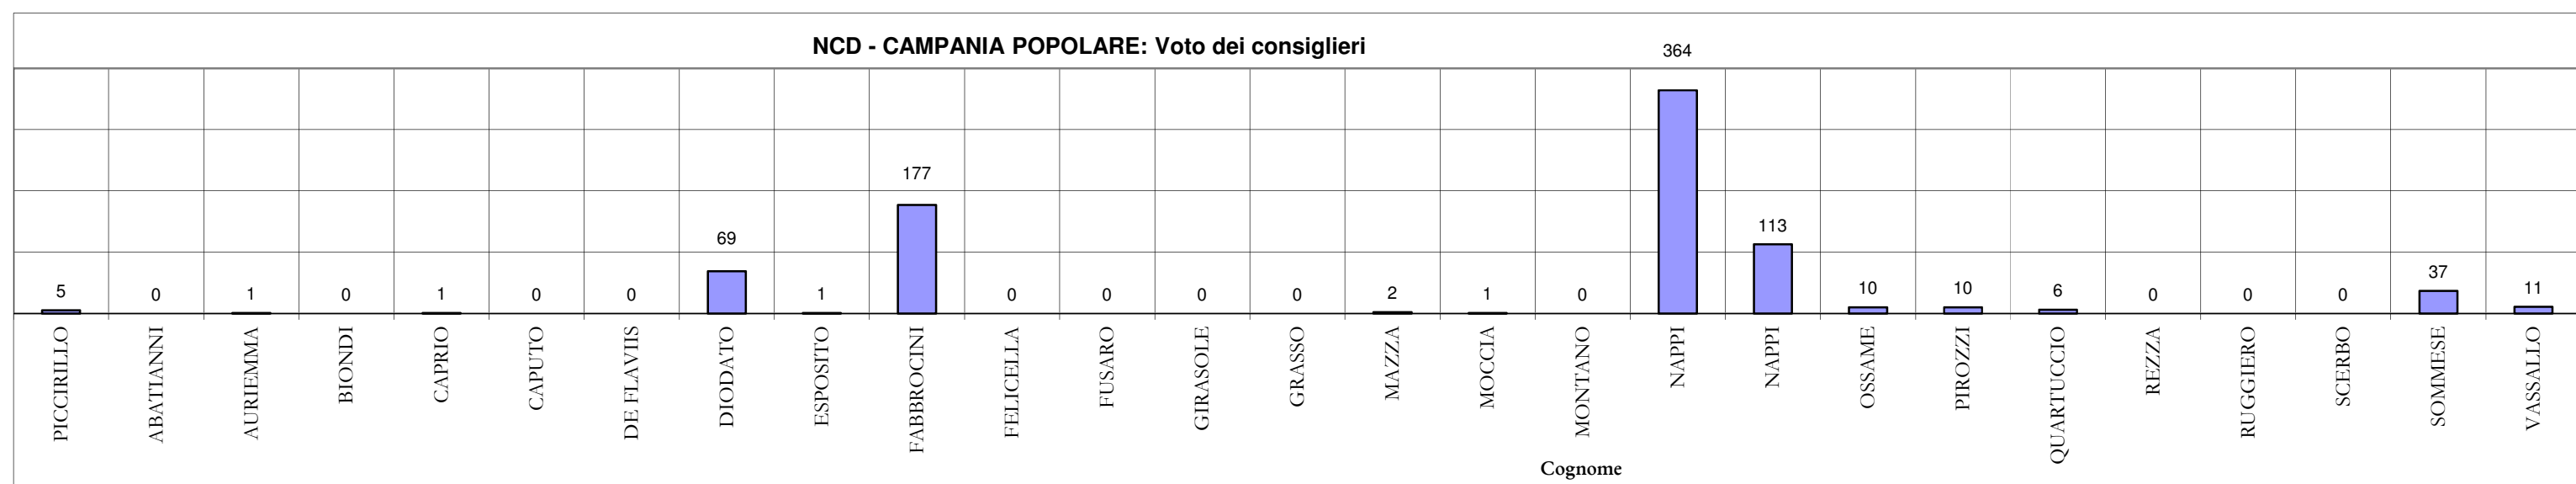 NCD - CAMPANIA POPOLARE: Voto dei consiglieri
5 0 1 0 1 0 0 69 1 177 0 0 0 0 2 1 0 364 113 10 10 6 0 0 0 37 11
PICCIRILLO ABATIANNI AURIEMMA BIONDI CAPRIO CAPUTO DE FLAVIIS DIODATO ESPOSITO FABBROCINI FELICELLA FUSARO GIRASOLE GRASSO MAZZA MOCCIA MONTANO NAPPI NAPPI OSSAME PIROZZI QUARTUCCIO REZZA RUGGIERO SCERBO SOMMESE VASSALLO
Cognome